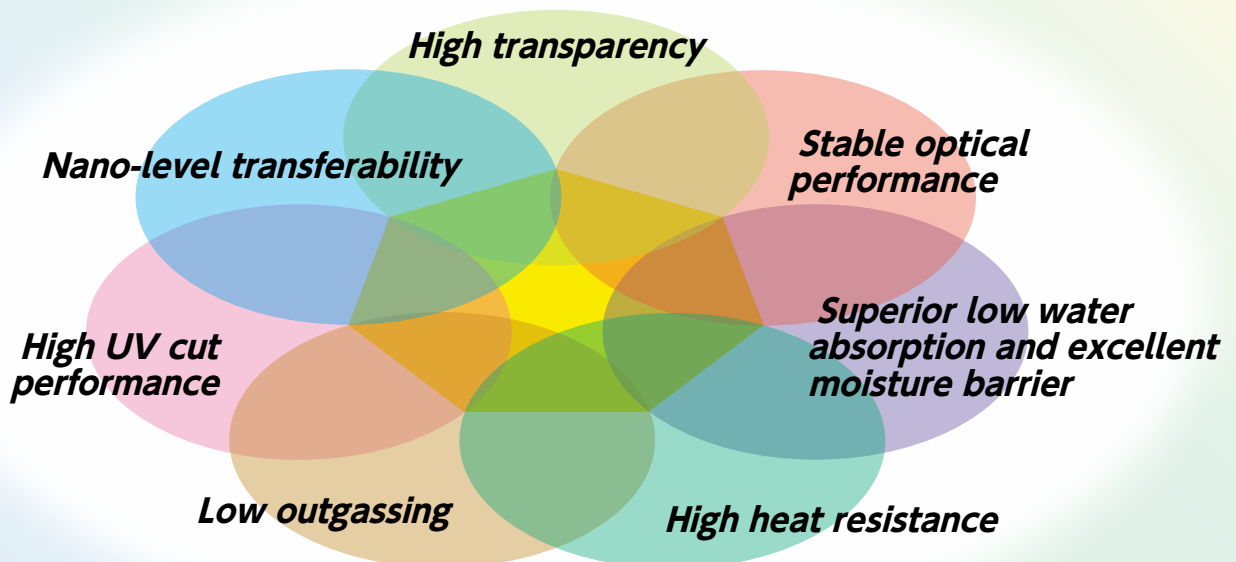 High transparency
Stable optical
performance
Nano-level transferability
Superior low water
absorption and excellent
moisture barrier
High UV cut
performance
Low outgassing
High heat resistance